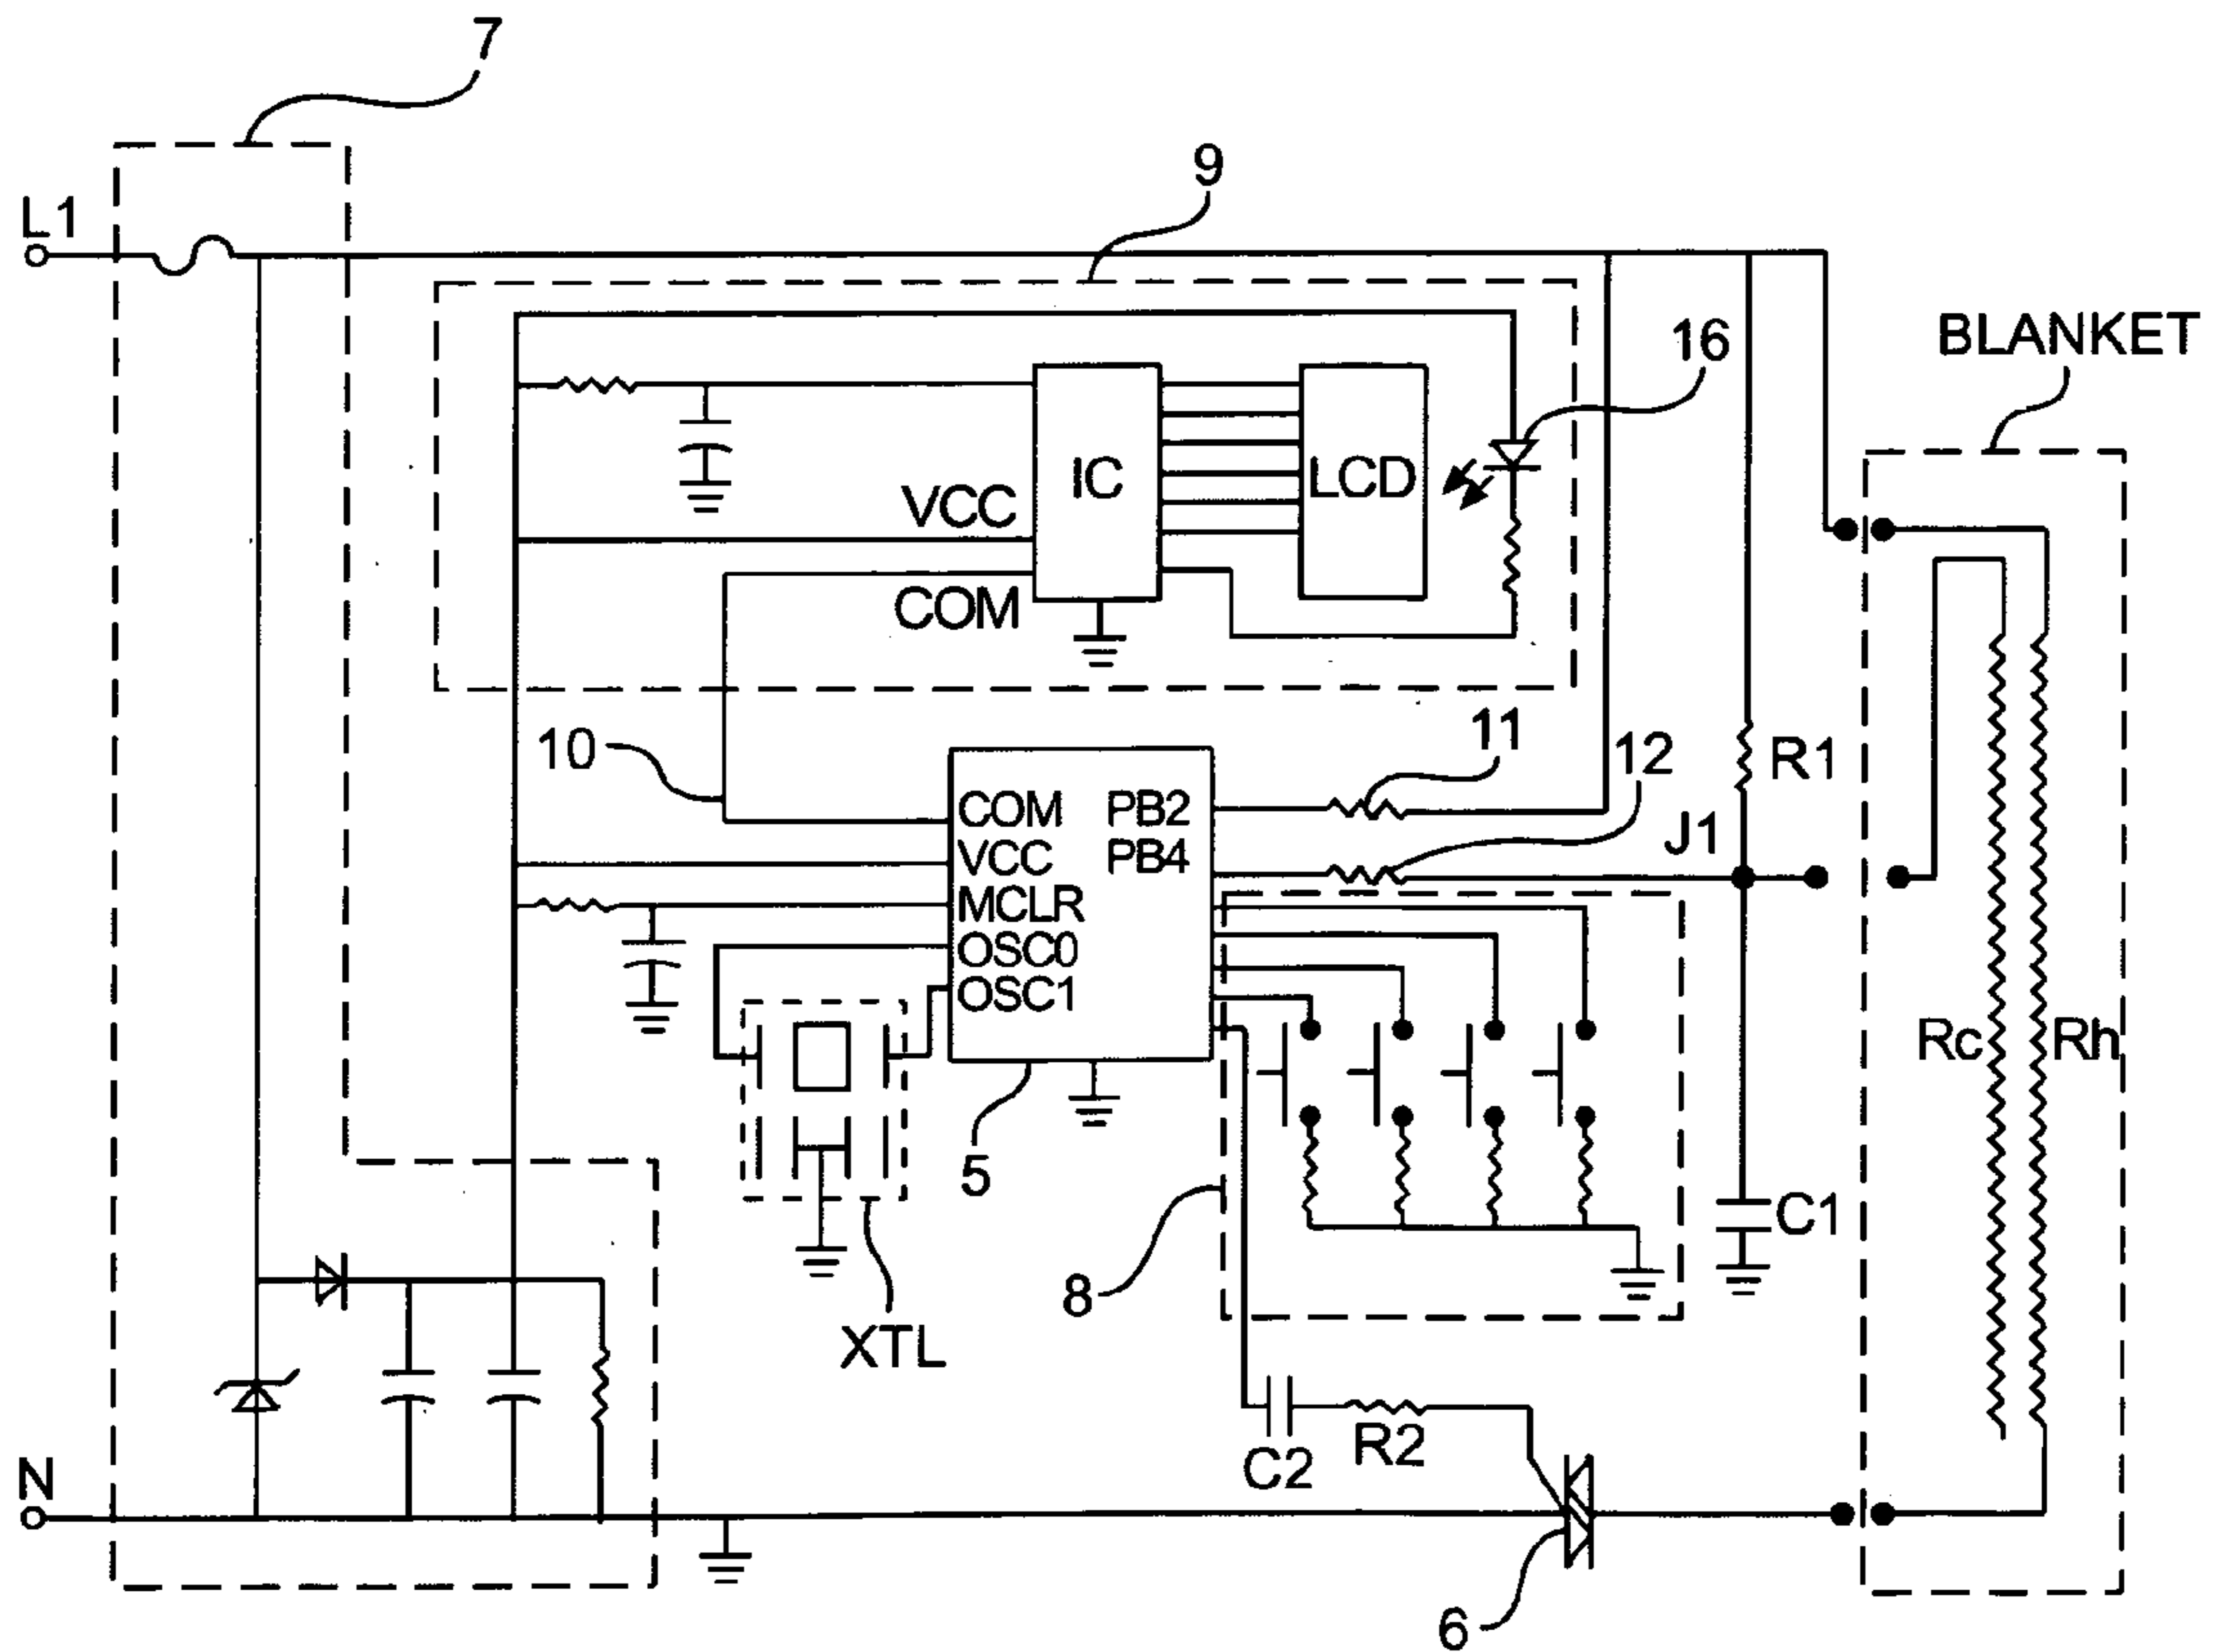 7
9
L1
16
BLANKET
IC
LCD
VCC
COM
10
11
12
R1
J1
COM
VCC
MCLR
OSC0
OSC1
PB2
PB4
Rc
Rh
5
8
C1
XTL
C2
R2
N
6